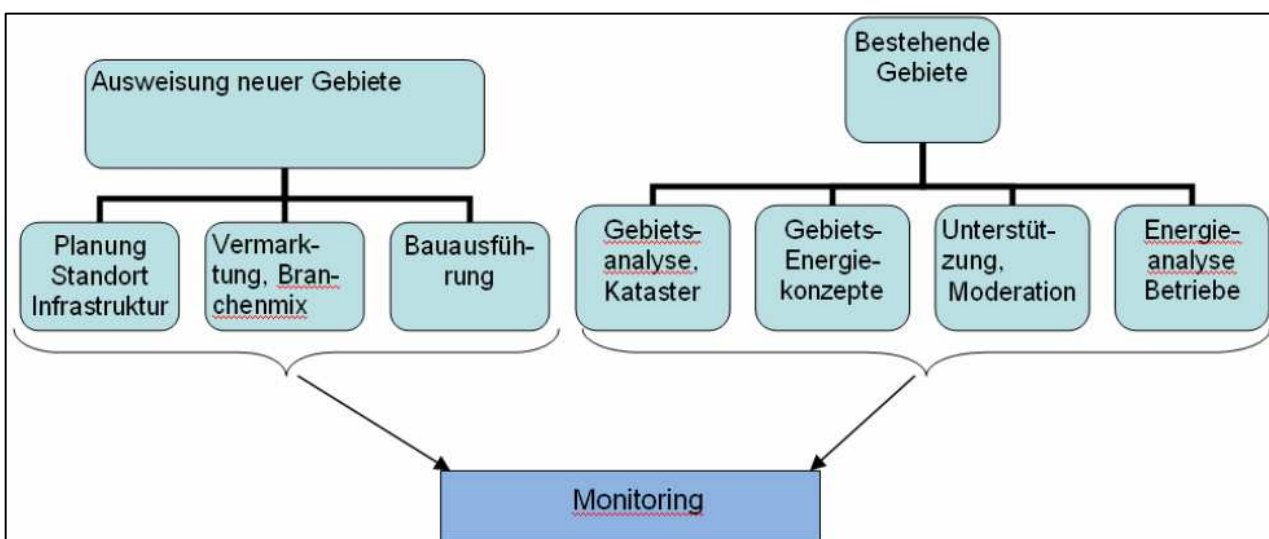 Ausweisung neuer Gebiete
Planung
Standort
Infrastruktur
Vermark-
tung, Bran-
chenmix
Bauausfüh-
rung
Bestehende
Gebiete
Gebiets-
analyse,
Kataster
Gebiets-
Energie-
konzepte
Unterstüt-
zung,
Moderation
Energie-
analyse
Betriebe
Monitoring